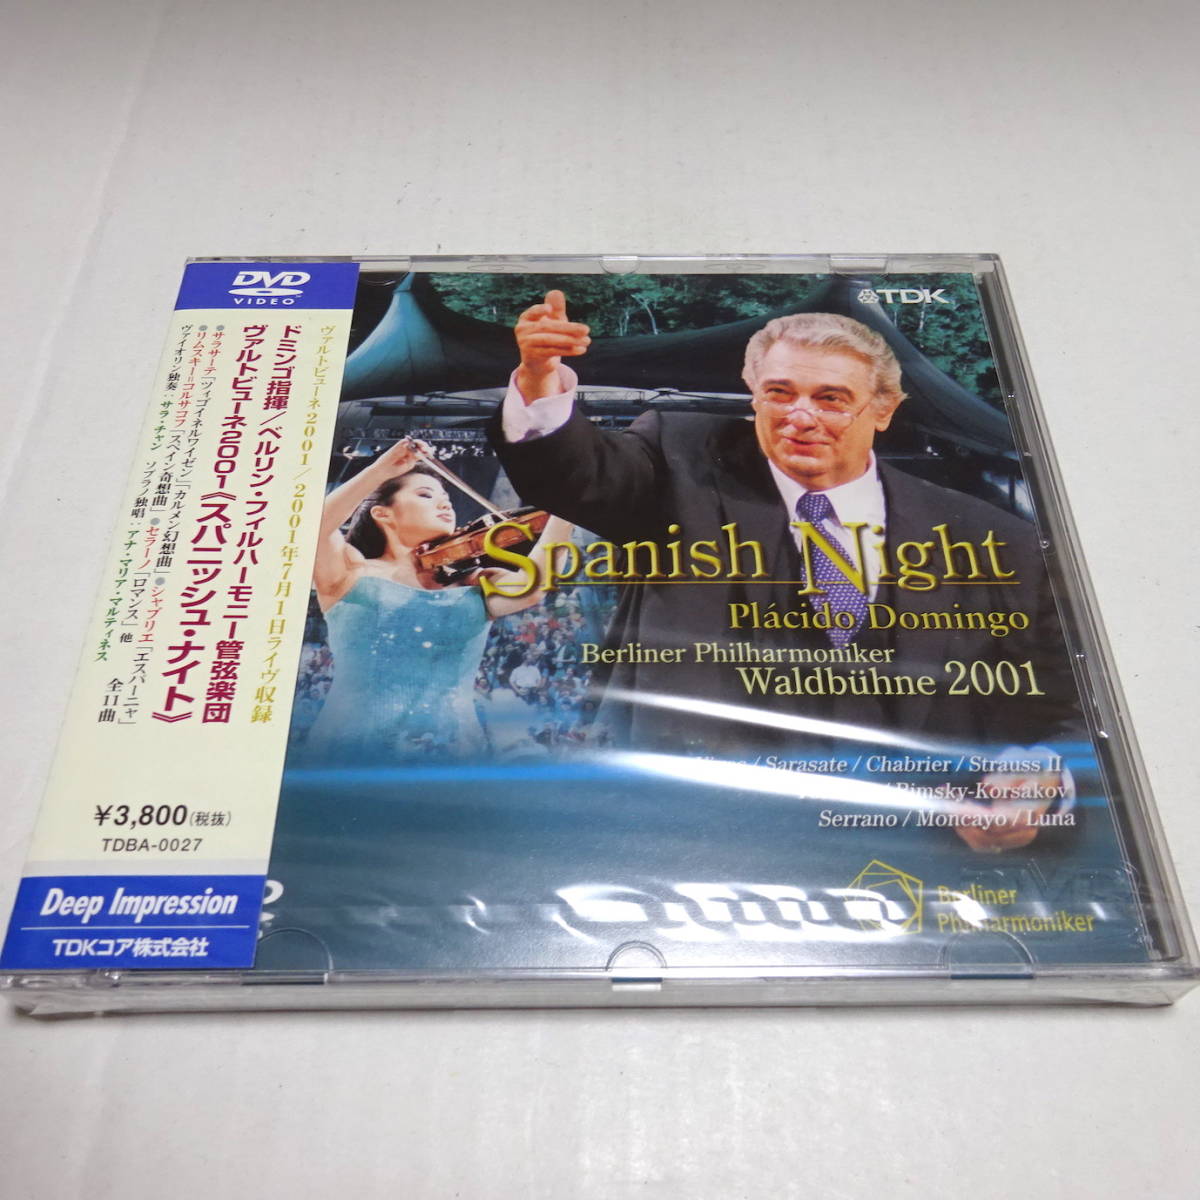 DVD
VIDEO
ヴァルトビューネ2001/2001年7月1日ライヴ収録
ドミンゴ指揮/ベルリン・フィルハーモニー管弦楽団
ヴァルトビューネ2001《スパニッシュ・ナイト》
●サラサーテ「ツィゴイネルワイゼン」「カルメン幻想曲」●シャブリエ「エスパーニャ」
●リムスキー=コルサコフ「スペイン奇想曲」●セラーノ「ロマンス」他 全11曲
ヴァイオリン独奏:サラ・チャン ソプラノ独唱:アナ・マリア・マルティネス
¥3,800(税抜)
TDBA-0027
Deep Impression
TDKコア株式会社
TDK
Spanish Night
Plácido Domingo
Berliner Philharmoniker
Waldbühne 2001
/ Sarasate / Chabrier / Strauss II
/ Rimsky-Korsakov
Serrano / Moncayo / Luna
Berliner
Philharmoniker